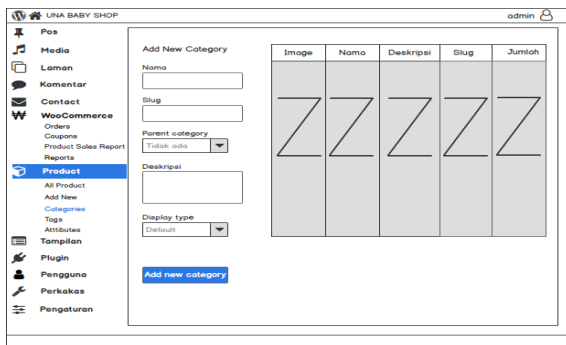 UNA BABY SHOP
admin
Pos
Media
Laman
Komentar
Contact
WooCommerce
Orders
Coupons
Product Sales Report
Reports
Product
All Product
Add New
Categories
Tags
Attibutes
Tampilan
Plugin
Pengguna
Perkakas
Pengaturan
Add New Category
Nama
Slug
Parent category
Tidak ada
Deskripsi
Display type
Default
Add new category
Image Nama Deskripsi Slug Jumlah